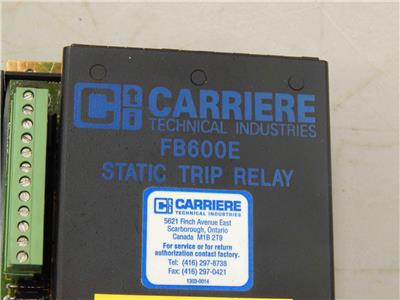 CARRIERE
TECHNICAL INDUSTRIES
FB600E
STATIC TRIP RELAY
CARRIERE
TECHNICAL INDUSTRIES
5621 Finch Avenue East
Scarborough, Ontario
Canada M1B 2T9
For service or for return
authorization contact factory.
Tel: (416) 297-8738
Fax: (416) 297-0421
1303-0014